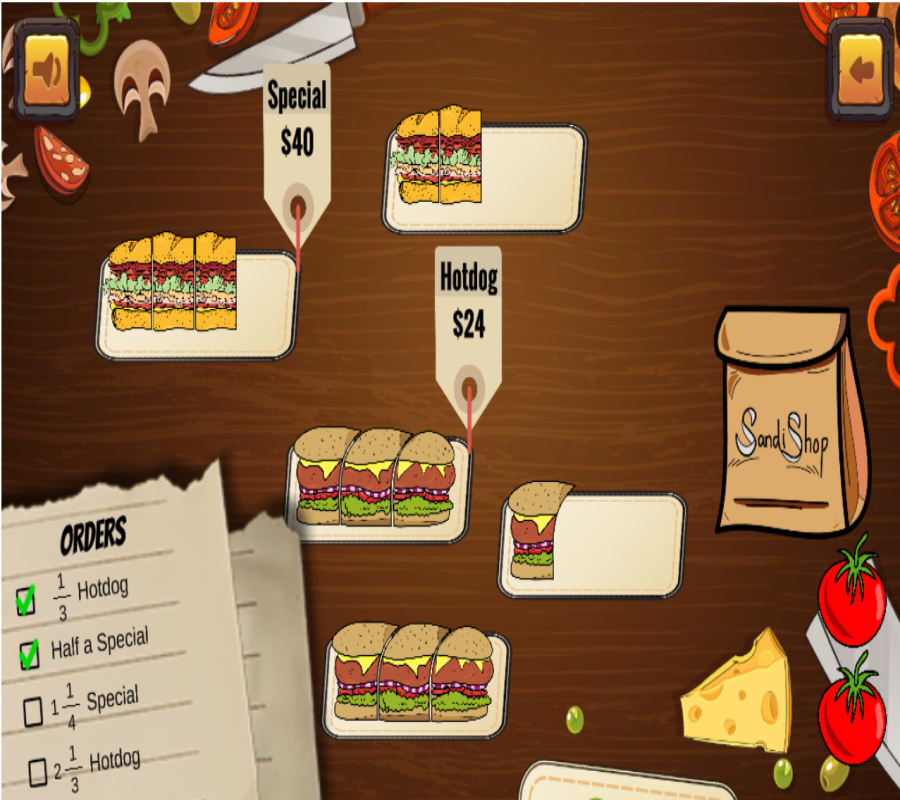 Special
$40
Hotdog
$24
SandiShop
ORDERS
1/3 Hotdog
Half a Special
1 1/4 Special
2 1/3 Hotdog